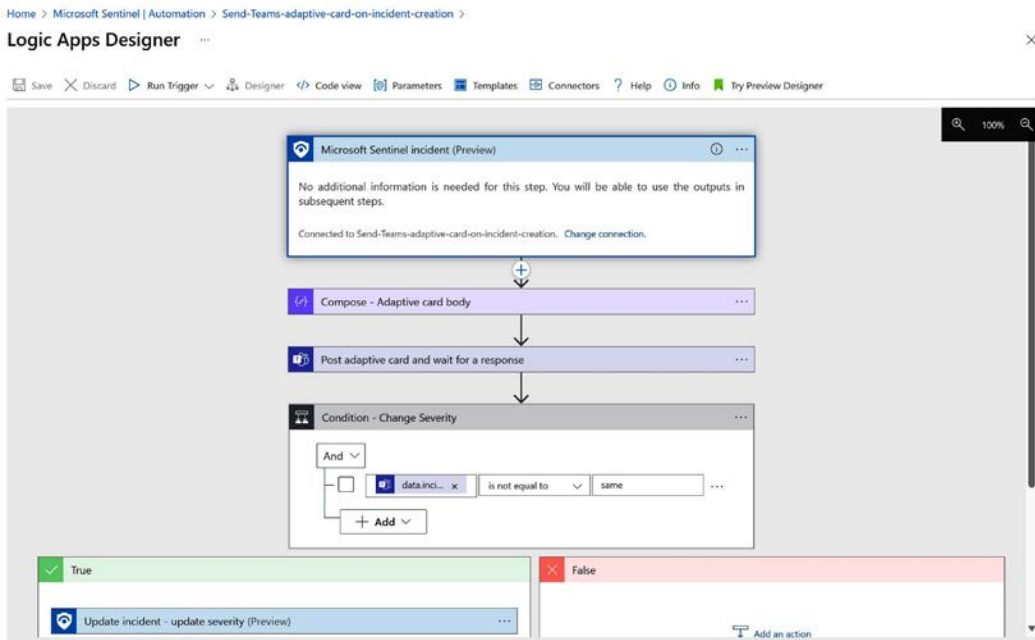 Home > Microsoft Sentinel | Automation > Send-Teams-adaptive-card-on-incident-creation >
Logic Apps Designer ...
Save Discard Run Trigger Designer Code view Parameters Templates Connectors Help Info Try Preview Designer
100%
Microsoft Sentinel incident (Preview)
No additional information is needed for this step. You will be able to use the outputs in
subsequent steps.
Connected to Send-Teams-adaptive-card-on-incident-creation. Change connection.
Compose - Adaptive card body
Post adaptive card and wait for a response
Condition - Change Severity
And
data.inci... x is not equal to same
+ Add
True
False
Update incident - update severity (Preview)
Add an action